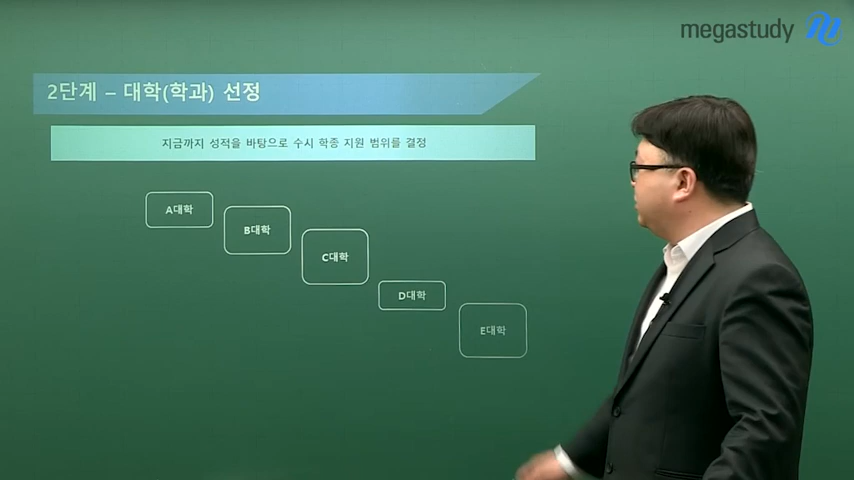 megastudy
2단계 – 대학(학과) 선정
지금까지 성적을 바탕으로 수시 학종 지원 범위를 결정
A대학
B대학
C대학
D대학
E대학